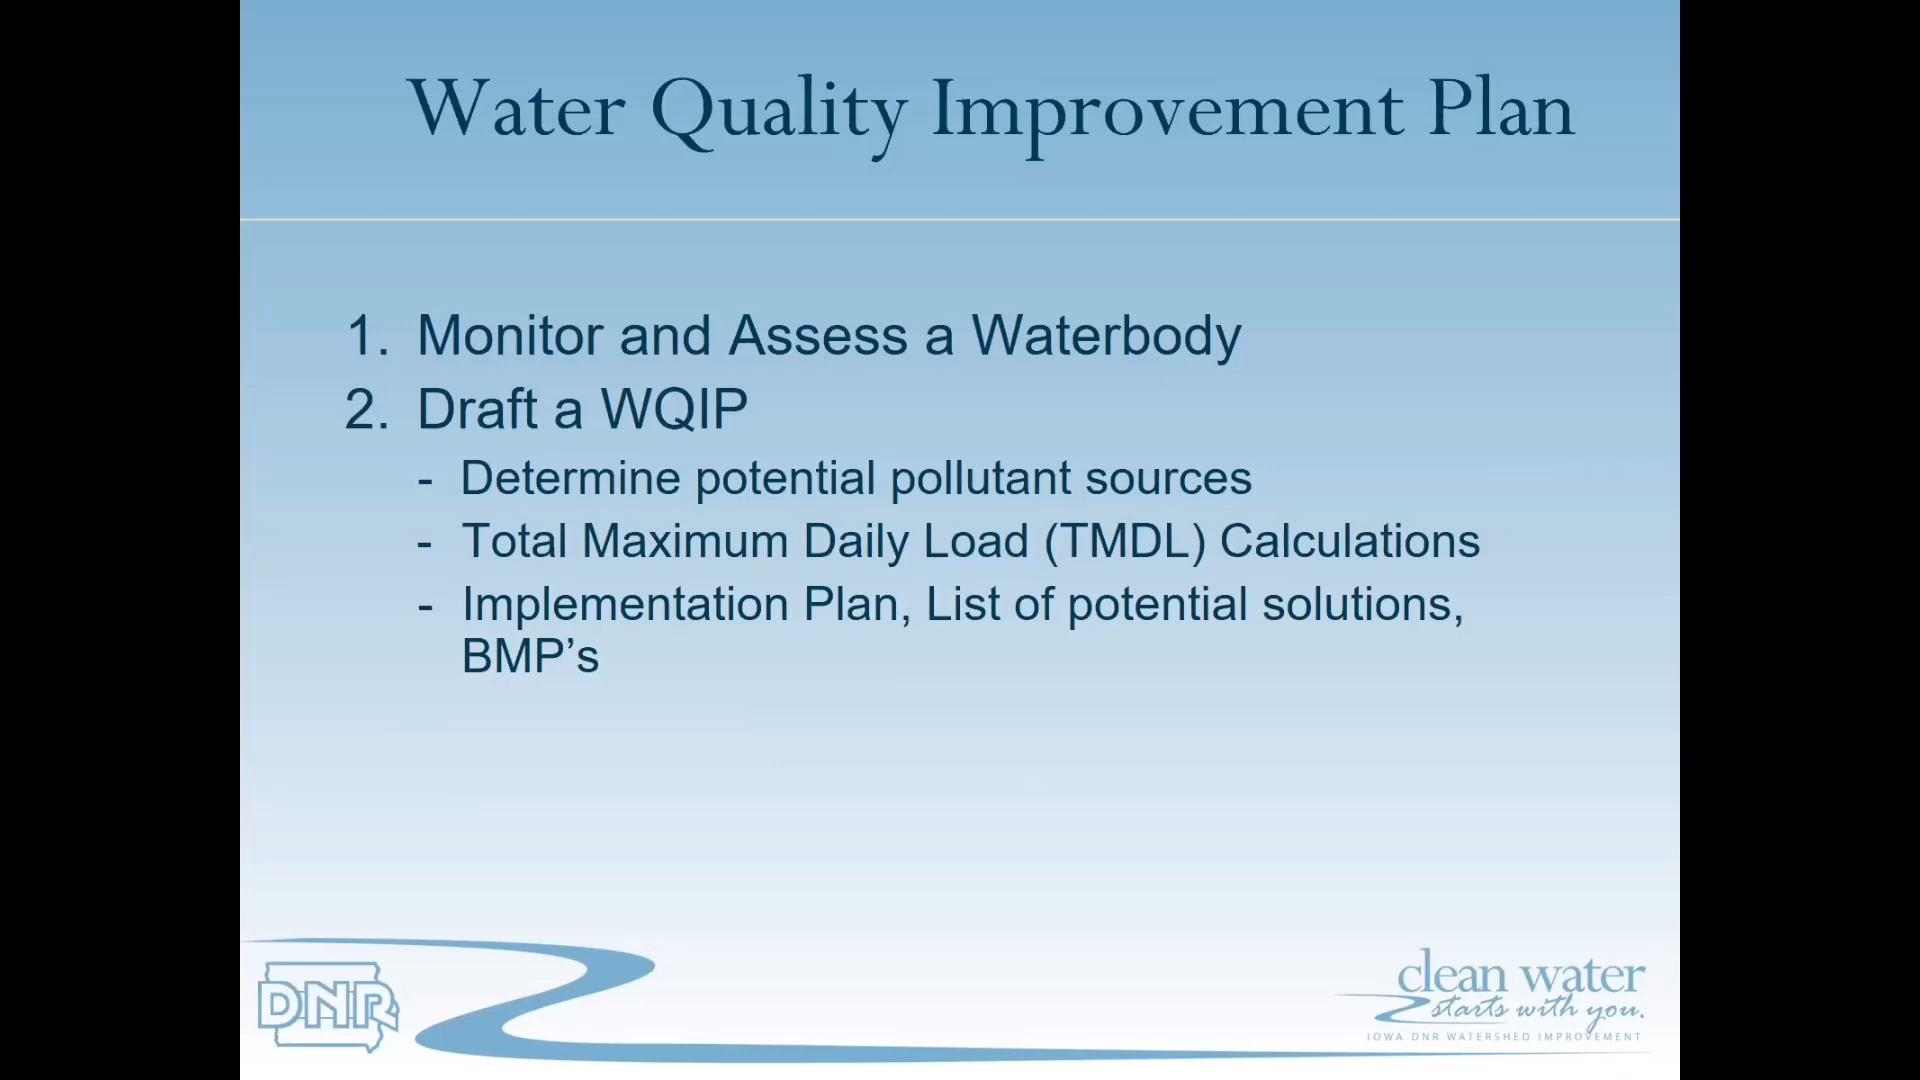 Water Quality Improvement Plan
1. Monitor and Assess a Waterbody
2. Draft a WQIP
- Determine potential pollutant sources
- Total Maximum Daily Load (TMDL) Calculations
- Implementation Plan, List of potential solutions,
BMP’s
DNR
clean water
starts with you.
IOWA DNR WATERSHED IMPROVEMENT